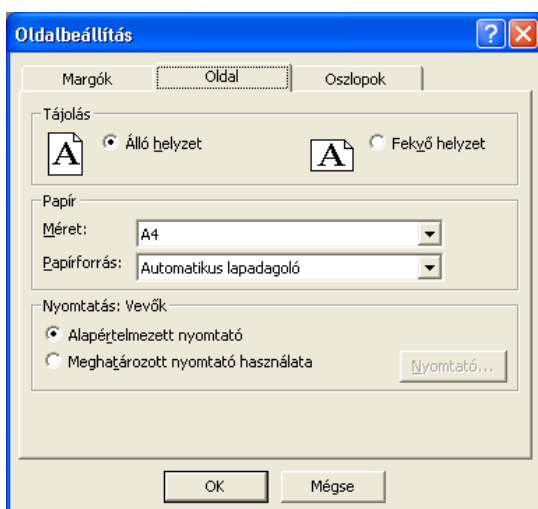 Oldalbeállítás
Margók Oldal Oszlopok
Tájolás
A Álló helyzet A Fekvő helyzet
Papír
Méret: A4
Papírforrás: Automatikus lapadagoló
Nyomtatás: Vevők
Alapértelmezett nyomtató
Meghatározott nyomtató használata Nyomtató...
OK Mégse